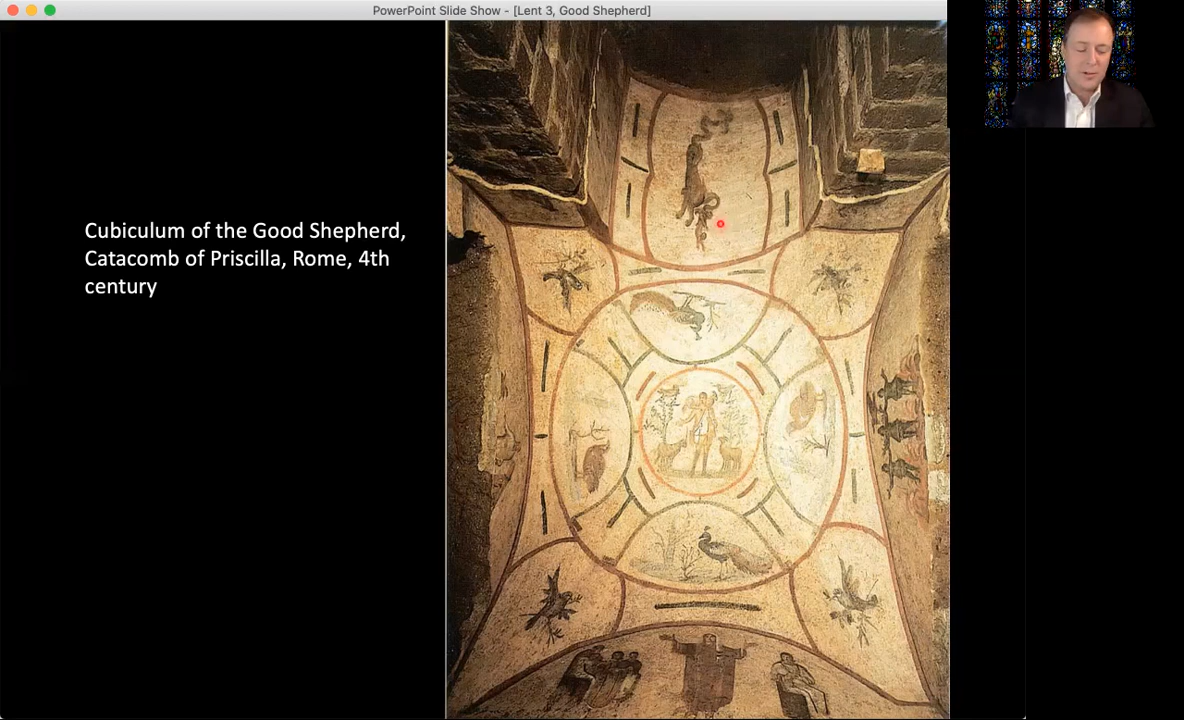 PowerPoint Slide Show - [Lent 3, Good Shepherd]
Cubiculum of the Good Shepherd,
Catacomb of Priscilla, Rome, 4th
century